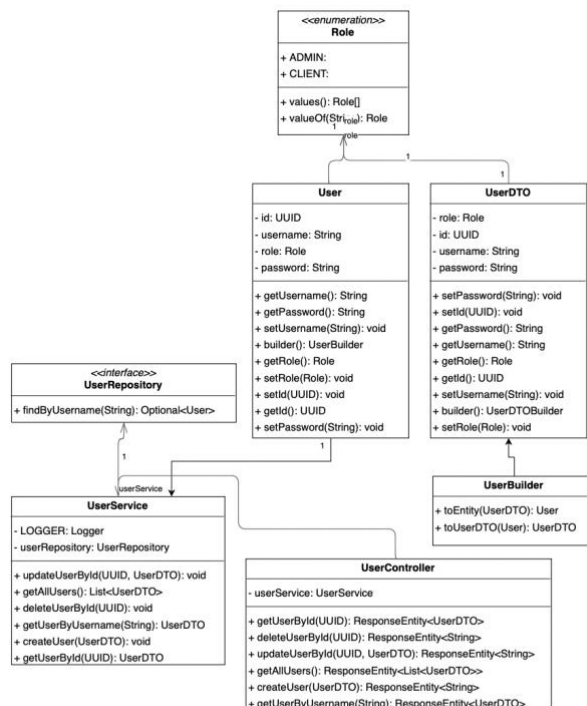 <<enumeration>>
Role
+ ADMIN:
+ CLIENT:
+ values(): Role[]
+ valueOf(Strirole): Role
1
role
1
1
User
- id: UUID
- username: String
- role: Role
- password: String
+ getUsername(): String
+ getPassword(): String
+ setUsername(String): void
+ builder(): UserBuilder
+ getRole(): Role
+ setRole(Role): void
+ setId(UUID): void
+ getId(): UUID
+ setPassword(String): void
UserDTO
- role: Role
- id: UUID
- username: String
- password: String
+ setPassword(String): void
+ setId(UUID): void
+ getPassword(): String
+ getUsername(): String
+ getRole(): Role
+ getId(): UUID
+ setUsername(String): void
+ builder(): UserDTOBuilder
+ setRole(Role): void
<<interface>>
UserRepository
+ findByUsername(String): Optional<User>
1
1
userService
UserBuilder
+ toEntity(UserDTO): User
+ toUserDTO(User): UserDTO
UserService
- LOGGER: Logger
- userRepository: UserRepository
+ updateUserById(UUID, UserDTO): void
+ getAllUsers(): List<UserDTO>
+ deleteUserById(UUID): void
+ getUserByUsername(String): UserDTO
+ createUser(UserDTO): void
+ getUserById(UUID): UserDTO
UserController
- userService: UserService
+ getUserById(UUID): ResponseEntity<UserDTO>
+ deleteUserById(UUID): ResponseEntity<String>
+ updateUserById(UUID, UserDTO): ResponseEntity<String>
+ getAllUsers(): ResponseEntity<List<UserDTO>>
+ createUser(UserDTO): ResponseEntity<String>
+ getUserByUsername(String): ResponseEntity<UserDTO>